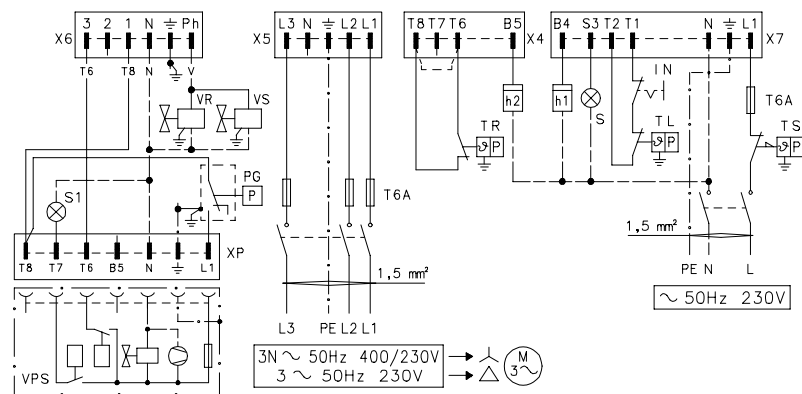 3 2 1 N Ph
X6
T6 T8 N V
VR VS
PG
P
S1
XP
T8 T7 T6 B5 N L1
VPS
X5
L3 N L2 L1
T6A
1,5 mm²
L3 PE L2 L1
3N ~ 50Hz 400/230V
3 ~ 50Hz 230V
M
3~
T8 T7 T6 B5
X4
h2
TR
ϑ P
B4 S3 T2 T1 N L1
X7
h1
S
IN
TL
ϑ P
T6A
TS
ϑ P
1,5 mm²
PE N L
~ 50Hz 230V